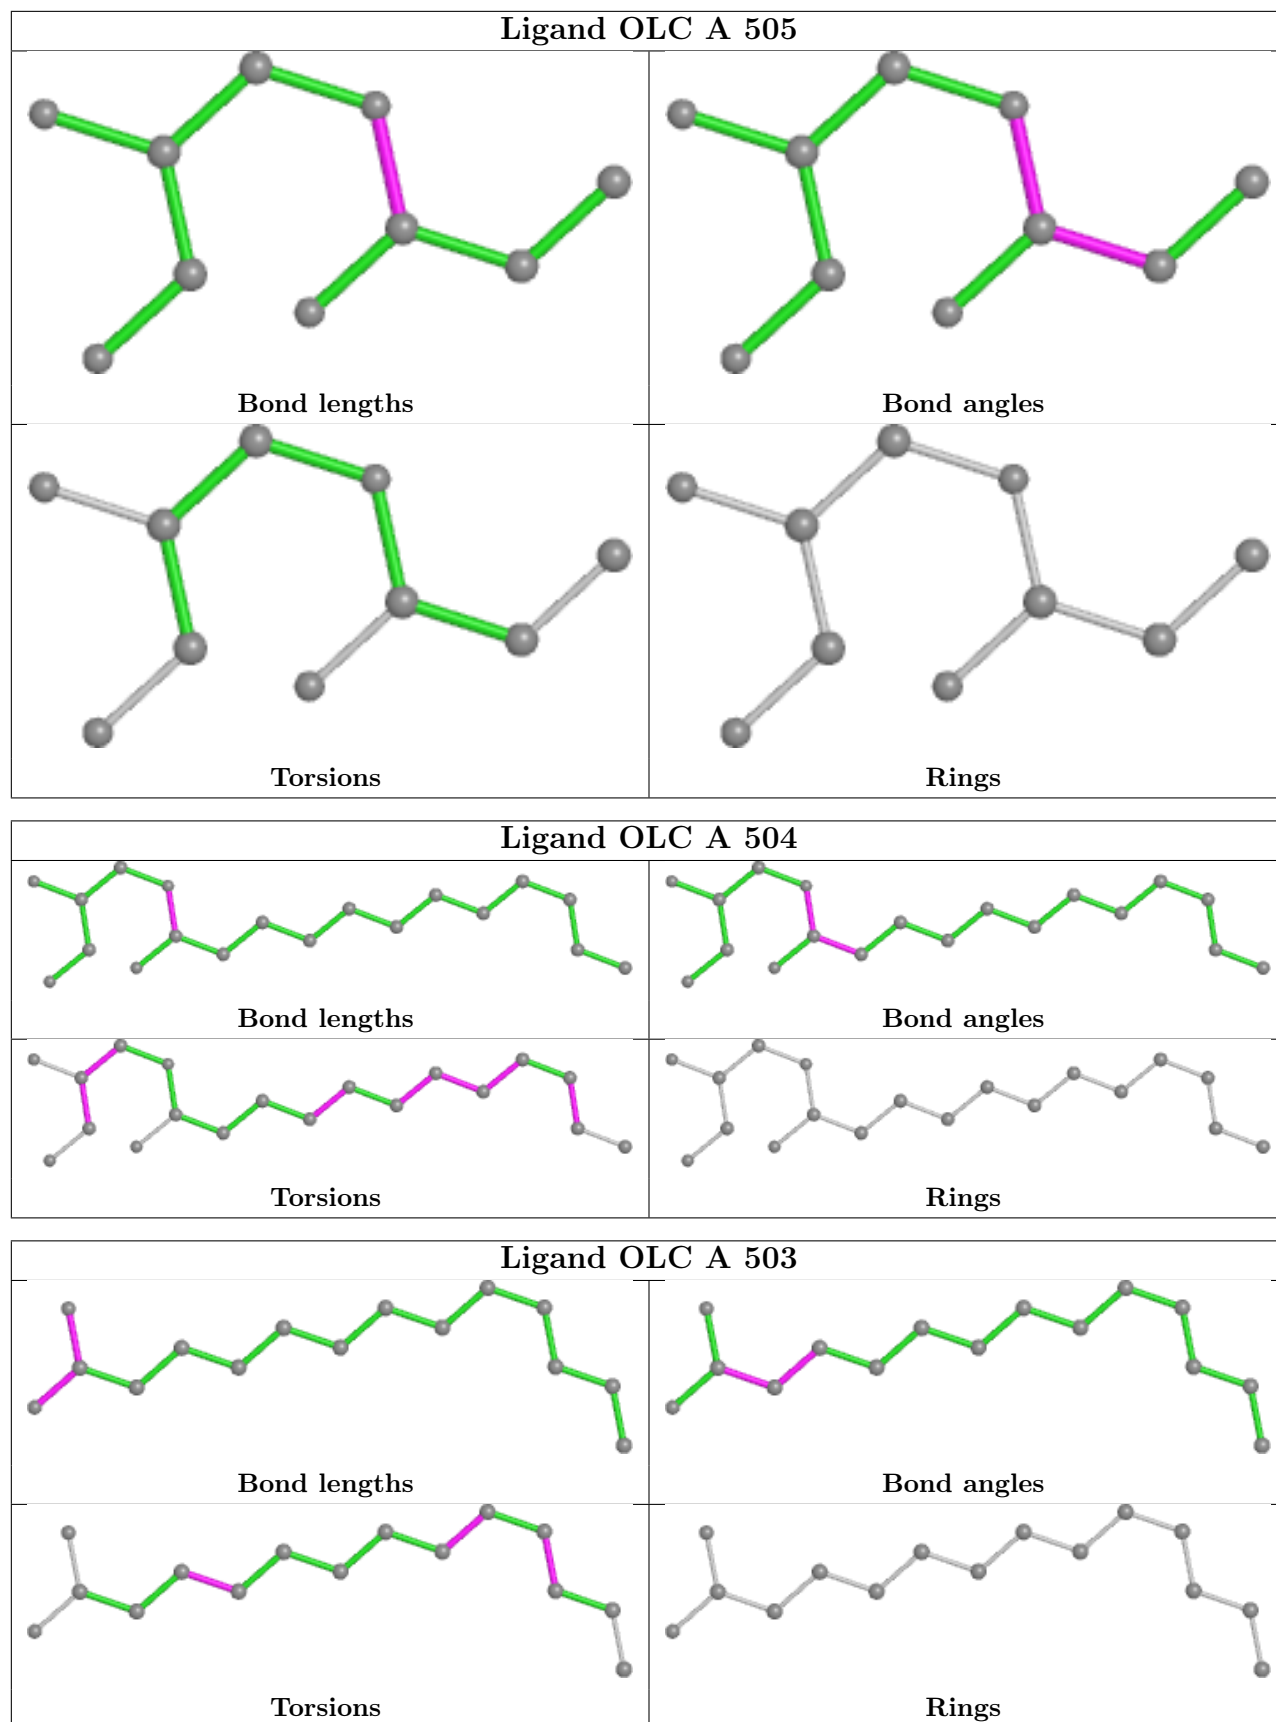 Ligand OLC A 505
Bond lengths
Bond angles
Torsions
Rings
Ligand OLC A 504
Bond lengths
Bond angles
Torsions
Rings
Ligand OLC A 503
Bond lengths
Bond angles
Torsions
Rings